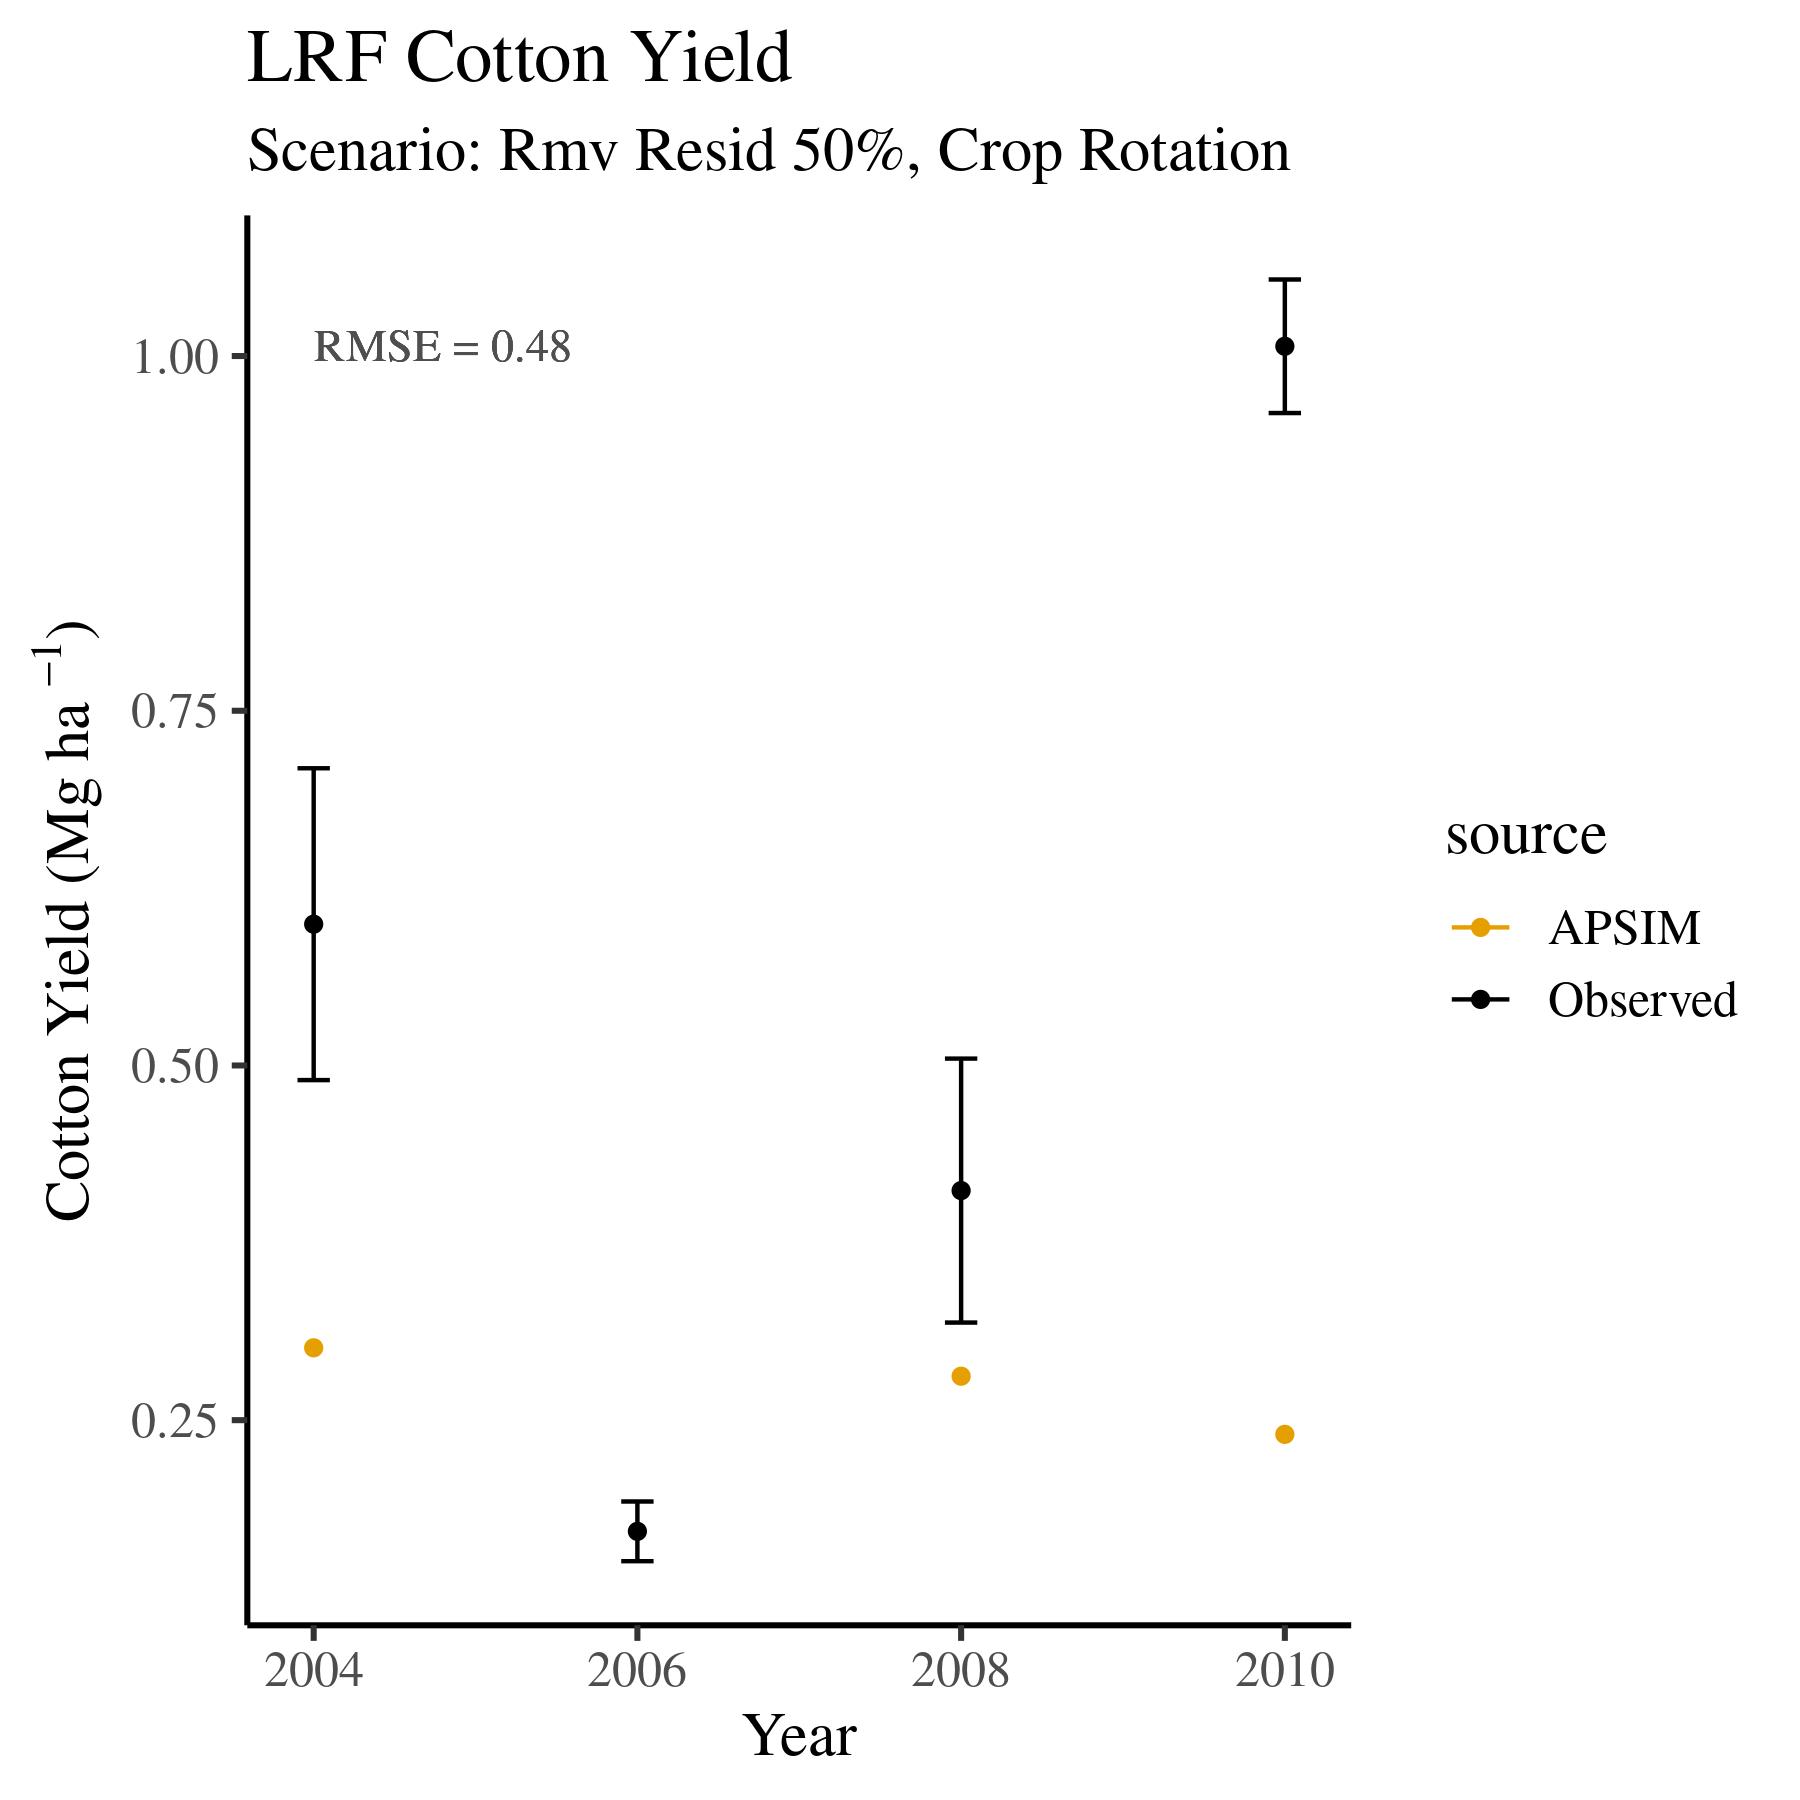 LRF Cotton Yield
Scenario: Rmv Resid 50%, Crop Rotation
RMSE = 0.48
1.00
0.75
0.50
0.25
Cotton Yield (Mg ha ⁻¹)
2004 2006 2008 2010
Year
source
APSIM
Observed